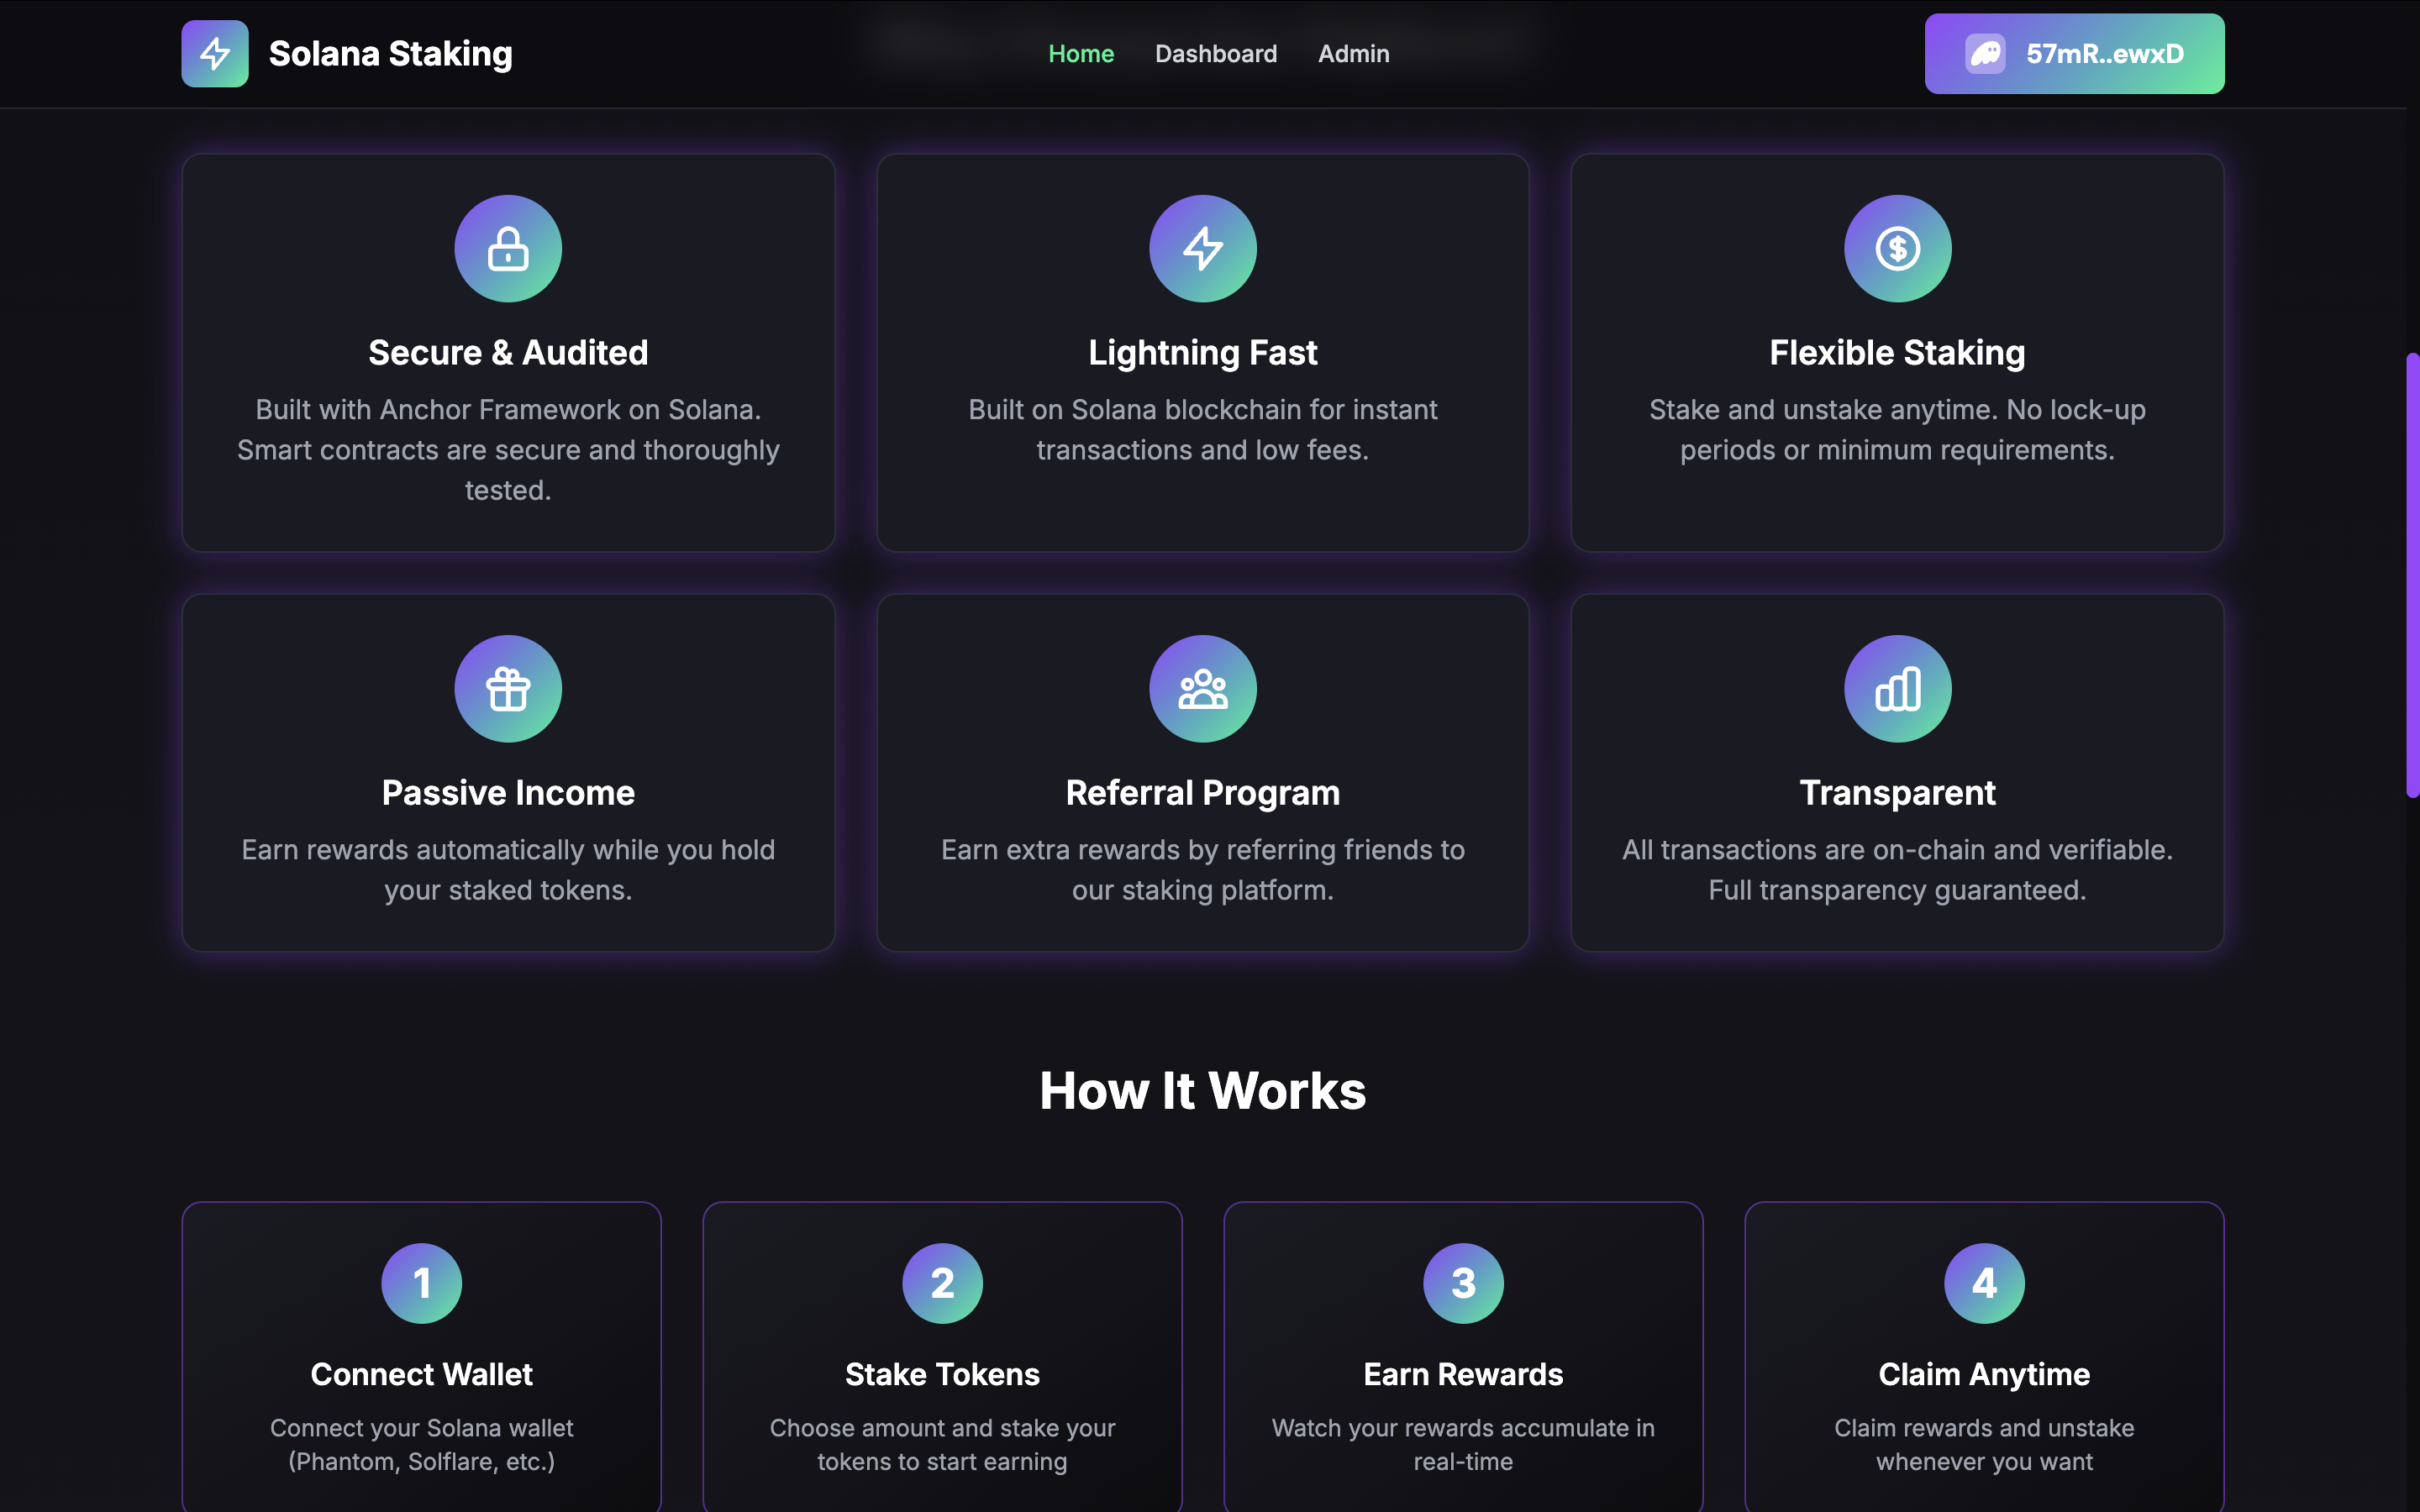 Solana Staking
Home
Dashboard
Admin
57mR..ewxD
Secure & Audited
Built with Anchor Framework on Solana.
Smart contracts are secure and thoroughly
tested.
Lightning Fast
Built on Solana blockchain for instant
transactions and low fees.
Flexible Staking
Stake and unstake anytime. No lock-up
periods or minimum requirements.
Passive Income
Earn rewards automatically while you hold
your staked tokens.
Referral Program
Earn extra rewards by referring friends to
our staking platform.
Transparent
All transactions are on-chain and verifiable.
Full transparency guaranteed.
How It Works
1
Connect Wallet
Connect your Solana wallet
(Phantom, Solflare, etc.)
2
Stake Tokens
Choose amount and stake your
tokens to start earning
3
Earn Rewards
Watch your rewards accumulate in
real-time
4
Claim Anytime
Claim rewards and unstake
whenever you want